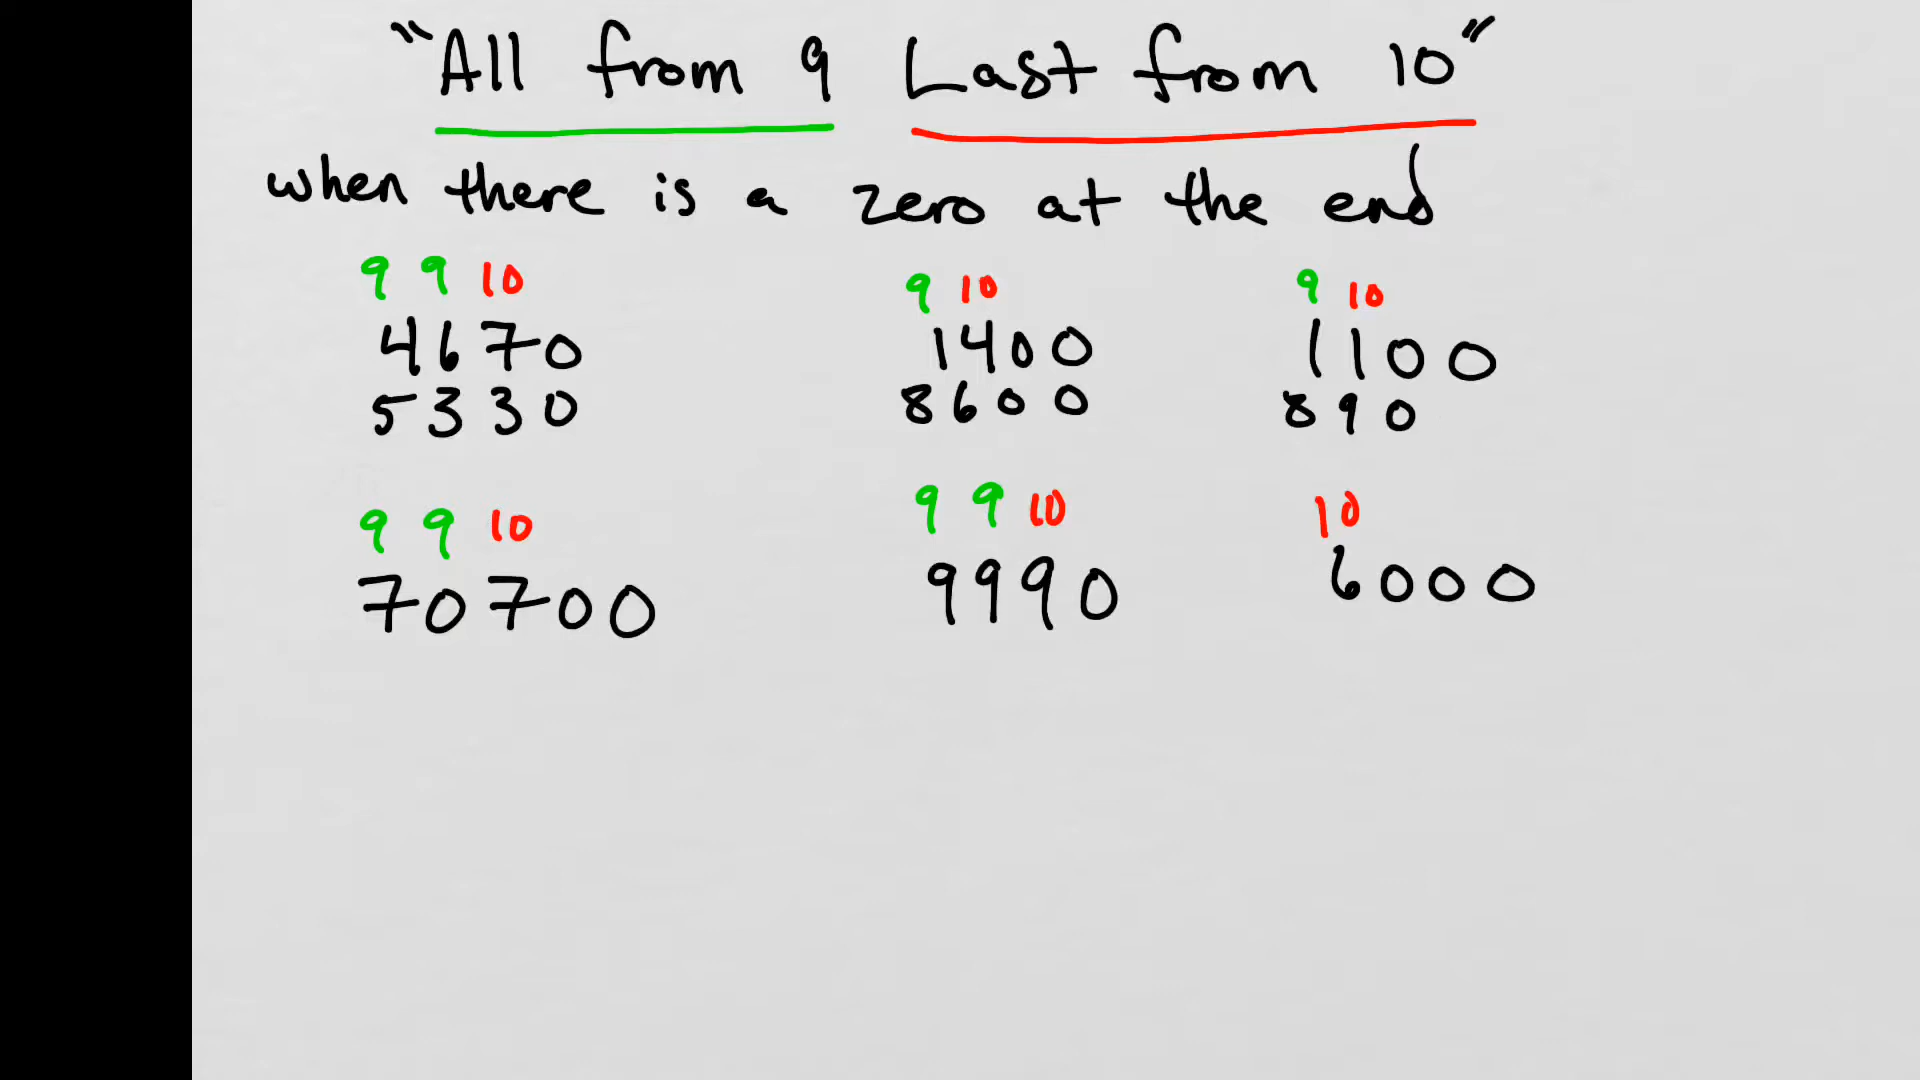 "All from 9 Last from 10"
when there is a zero at the end
9 9 10 9 10 9 10
4670 1400 1100
5330 8600 890
9 9 10 9 9 10 10
70700 9990 6000